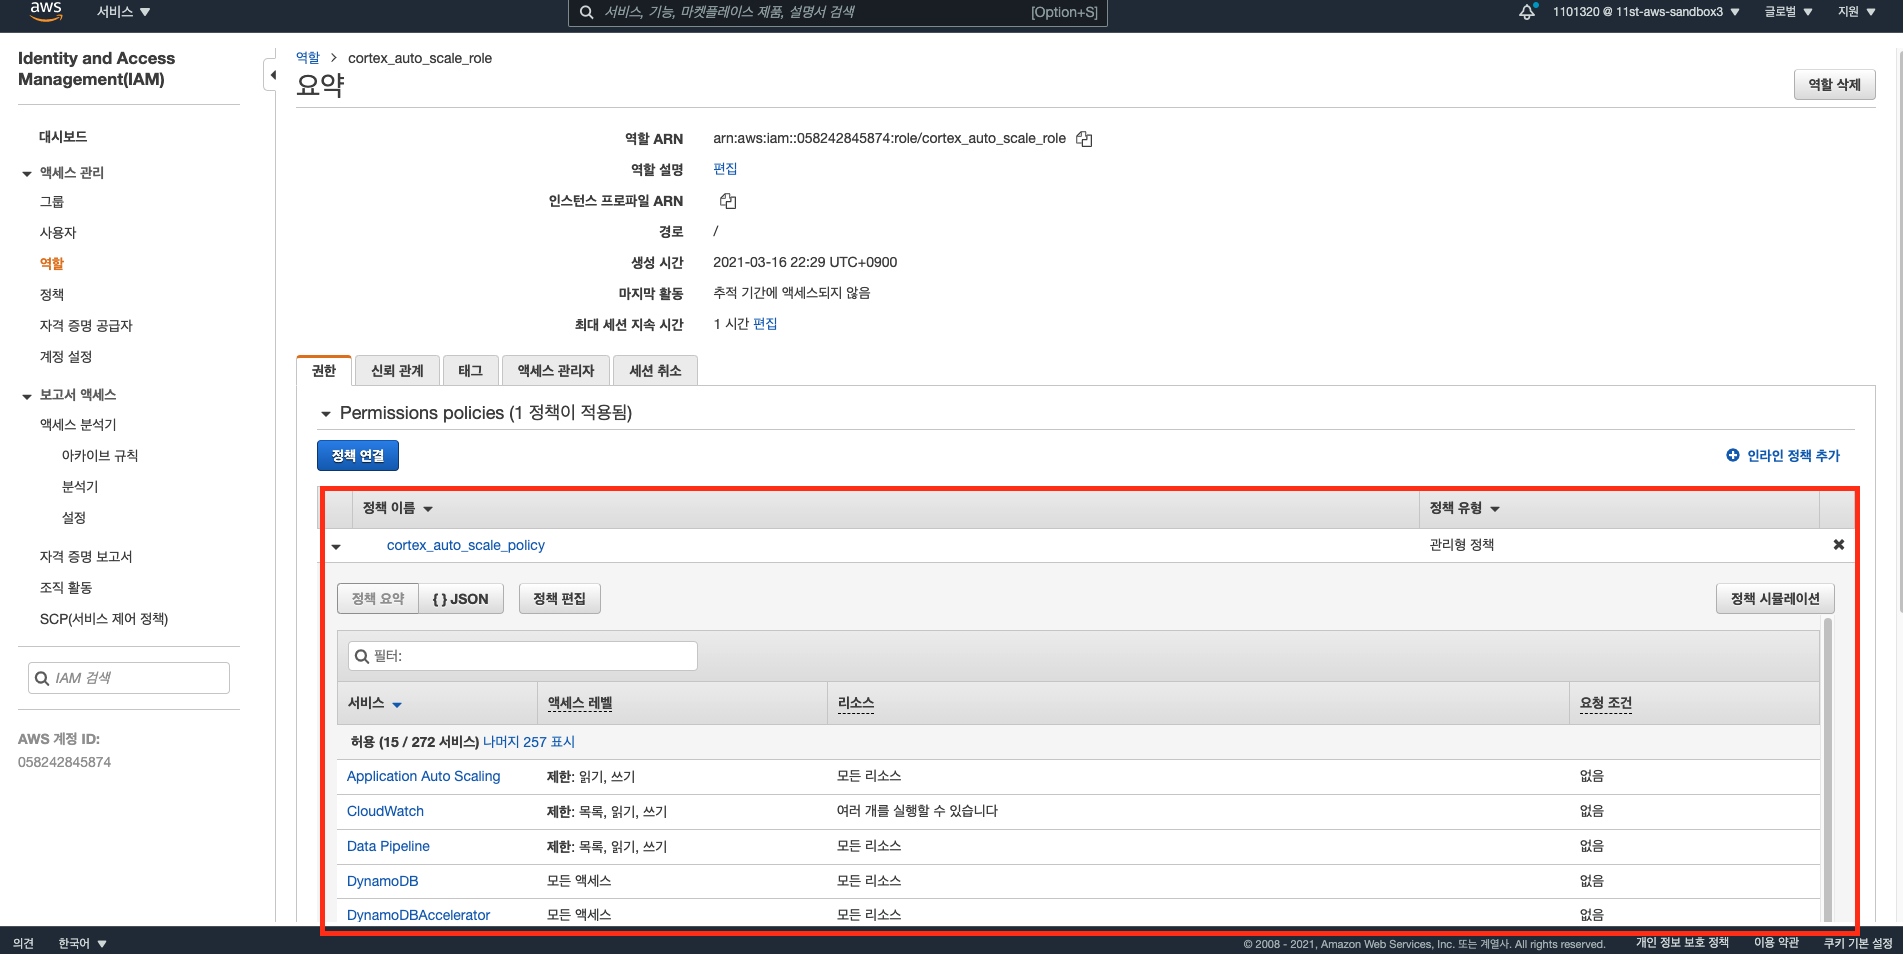 aws 서비스 서비스, 기능, 마켓플레이스 제품, 설명서 검색 [Option+S] 1101320 @ 11st-aws-sandbox3 글로벌 지원
Identity and Access
Management(IAM)
대시보드
액세스 관리
그룹
사용자
역할
정책
자격 증명 공급자
계정 설정
보고서 액세스
액세스 분석기
아카이브 규칙
분석기
설정
자격 증명 보고서
조직 활동
SCP(서비스 제어 정책)
IAM 검색
AWS 계정 ID:
058242845874
역할 > cortex_auto_scale_role
요약
역할 삭제
역할 ARN arn:aws:iam::058242845874:role/cortex_auto_scale_role
역할 설명 편집
인스턴스 프로파일 ARN
경로 /
생성 시간 2021-03-16 22:29 UTC+0900
마지막 활동 추적 기간에 액세스되지 않음
최대 세션 지속 시간 1 시간 편집
권한 신뢰 관계 태그 액세스 관리자 세션 취소
Permissions policies (1 정책이 적용됨)
정책 연결 인라인 정책 추가
정책 이름 정책 유형
cortex_auto_scale_policy 관리형 정책
정책 요약 { } JSON 정책 편집 정책 시뮬레이션
필터:
서비스 액세스 레벨 리소스 요청 조건
허용 (15 / 272 서비스) 나머지 257 표시
Application Auto Scaling 제한: 읽기, 쓰기 모든 리소스 없음
CloudWatch 제한: 목록, 읽기, 쓰기 여러 개를 실행할 수 있습니다 없음
Data Pipeline 제한: 목록, 읽기, 쓰기 모든 리소스 없음
DynamoDB 모든 액세스 모든 리소스 없음
DynamoDBAccelerator 모든 액세스 모든 리소스 없음
의견 한국어 © 2008 - 2021, Amazon Web Services, Inc. 또는 계열사. All rights reserved. 개인 정보 보호 정책 이용 약관 쿠키 기본 설정